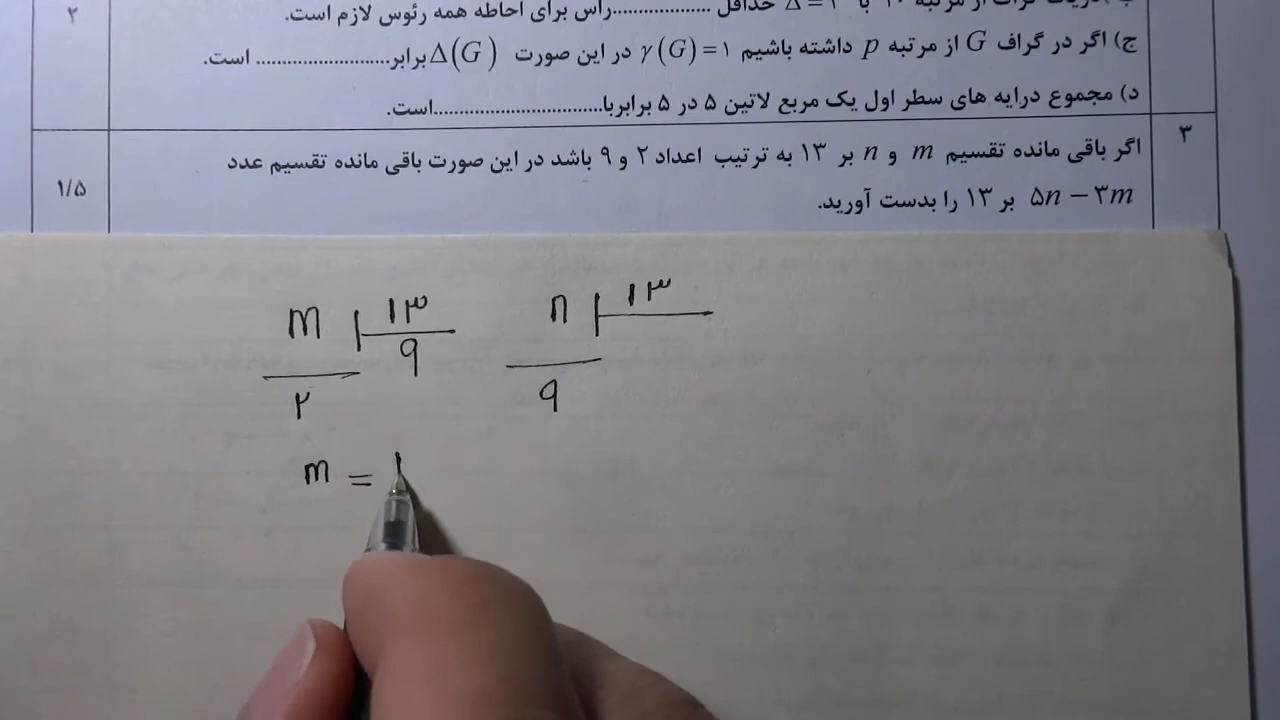 ۲
حداقل ..................رأس برای احاطه همه رئوس لازم است.
ج) اگر در گراف G از مرتبه p داشته باشیم γ(G)=۱ در این صورت Δ(G) برابر.......................... است.
د) مجموع درایه های سطر اول یک مربع لاتین ۵ در ۵ برابربا................................است.
۳
اگر باقی مانده تقسیم m و n بر ۱۳ به ترتیب اعداد ۲ و ۹ باشد در این صورت باقی مانده تقسیم عدد
۵n − ۳m بر ۱۳ را بدست آورید.
۱/۵
m ۱۳ n ۱۳
۹
۲ ۹
m = ۱